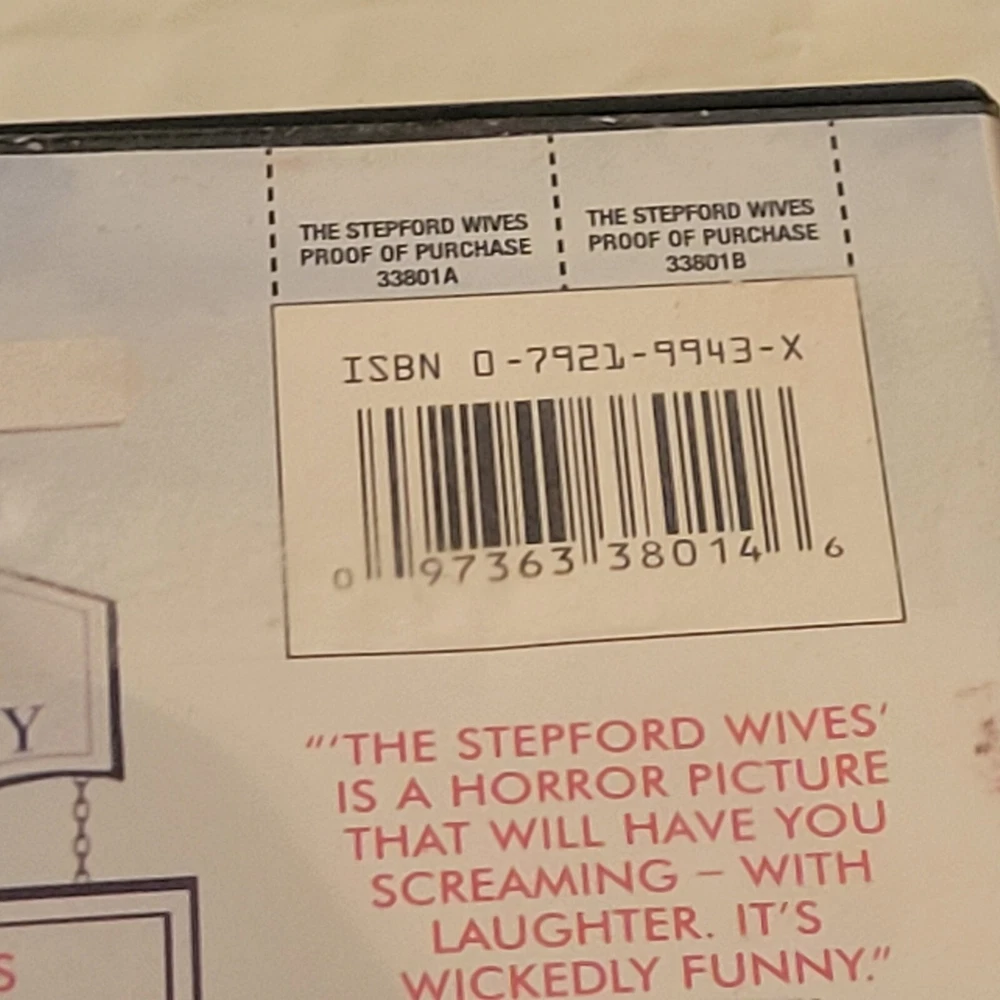 THE STEPFORD WIVES
PROOF OF PURCHASE
33801A
THE STEPFORD WIVES
PROOF OF PURCHASE
33801B
ISBN 0-7921-9943-X
0 97363 38014 6
Y
S
"'THE STEPFORD WIVES'
IS A HORROR PICTURE
THAT WILL HAVE YOU
SCREAMING – WITH
LAUGHTER. IT'S
WICKEDLY FUNNY."